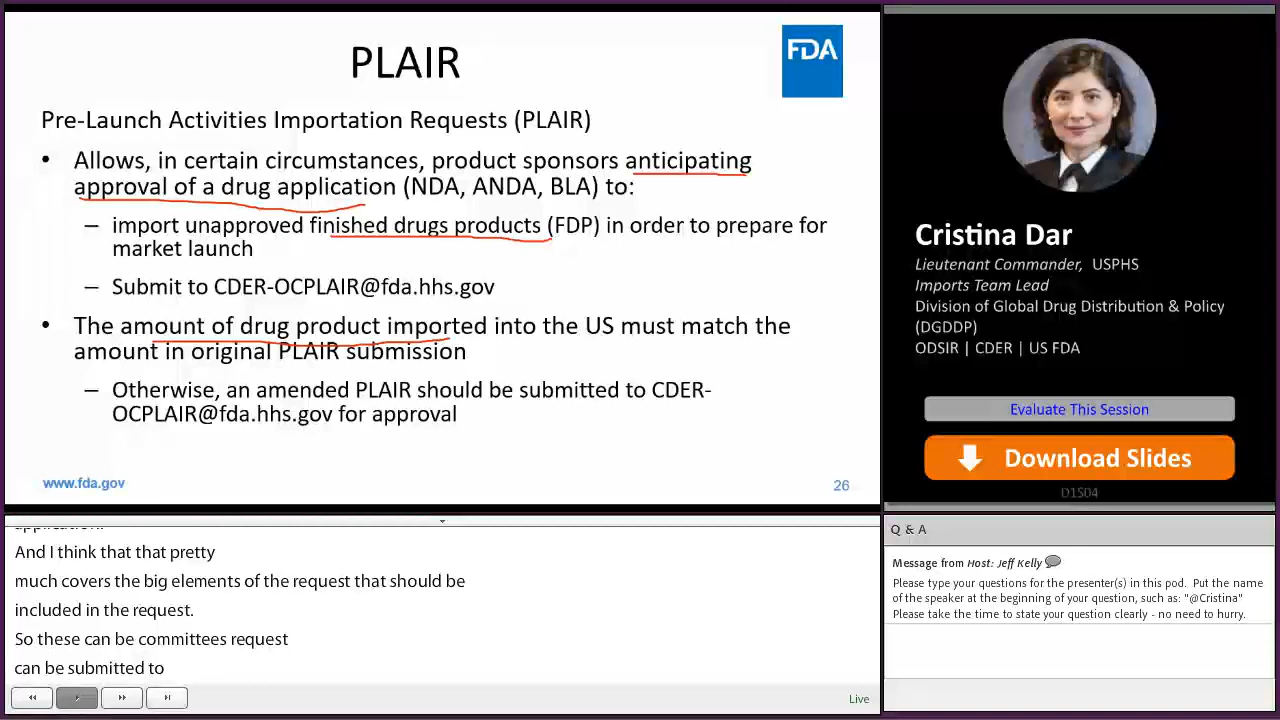 PLAIR
FDA
Pre-Launch Activities Importation Requests (PLAIR)
• Allows, in certain circumstances, product sponsors anticipating
approval of a drug application (NDA, ANDA, BLA) to:
– import unapproved finished drugs products (FDP) in order to prepare for
market launch
– Submit to CDER-OCPLAIR@fda.hhs.gov
• The amount of drug product imported into the US must match the
amount in original PLAIR submission
– Otherwise, an amended PLAIR should be submitted to CDER-
OCPLAIR@fda.hhs.gov for approval
www.fda.gov
26
Cristina Dar
Lieutenant Commander, USPHS
Imports Team Lead
Division of Global Drug Distribution & Policy
(DGDDP)
ODSIR | CDER | US FDA
Evaluate This Session
Download Slides
D1S04
application.
And I think that that pretty
much covers the big elements of the request that should be
included in the request.
So these can be committees request
can be submitted to
Live
Q & A
Message from Host: Jeff Kelly
Please type your questions for the presenter(s) in this pod. Put the name
of the speaker at the beginning of your question, such as: "@Cristina"
Please take the time to state your question clearly - no need to hurry.